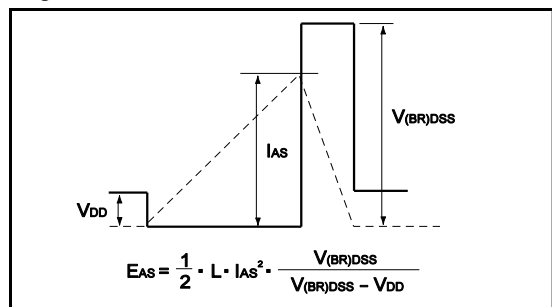 V(BR)DSS
IAS
VDD
EAS = 1/2 · L · IAS² · V(BR)DSS / (V(BR)DSS – VDD)